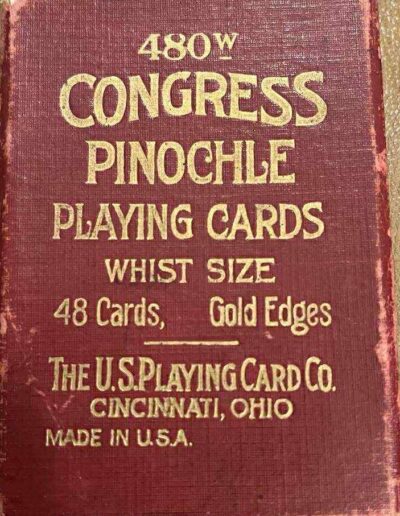 480W
CONGRESS
PINOCHLE
PLAYING CARDS
WHIST SIZE
48 Cards, Gold Edges
THE U.S. PLAYING CARD CO.
CINCINNATI, OHIO
MADE IN U.S.A.